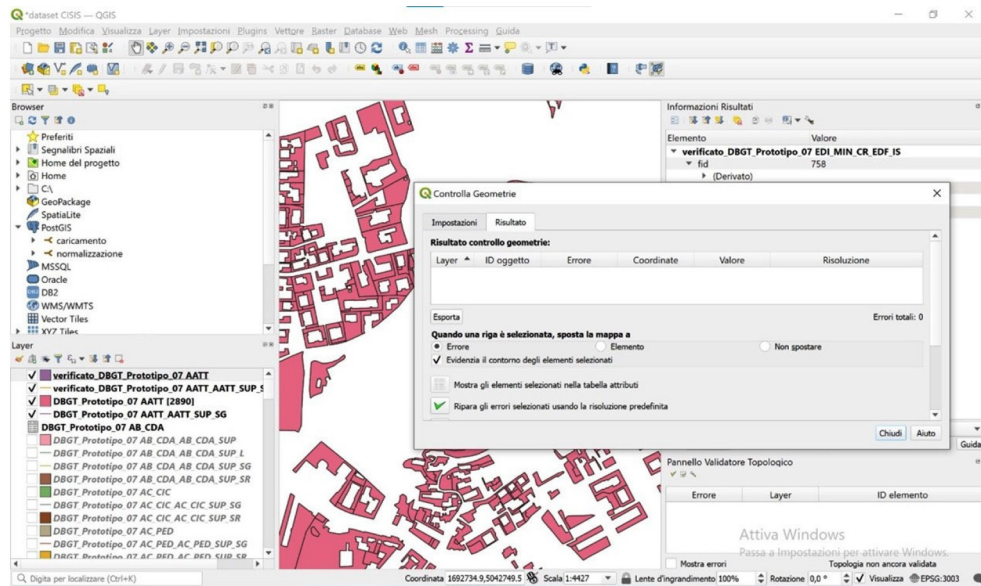 *dataset CISIS — QGIS
Progetto Modifica Visualizza Layer Impostazioni Plugins Vettore Raster Database Web Mesh Processing Guida
Browser
Preferiti
Segnalibri Spaziali
Home del progetto
Home
C:\
GeoPackage
SpatiaLite
PostGIS
caricamento
normalizzazione
MSSQL
Oracle
DB2
WMS/WMTS
Vector Tiles
XYZ Tiles
Layer
verificato_DBGT_Prototipo_07 AATT
verificato_DBGT_Prototipo_07 AATT_AATT_SUP_S
DBGT_Prototipo_07 AATT [2890]
DBGT_Prototipo_07 AATT_AATT_SUP_SG
DBGT_Prototipo_07 AB_CDA
DBGT_Prototipo_07 AB_CDA_AB_CDA_SUP
DBGT_Prototipo_07 AB_CDA_AB_CDA_SUP_L
DBGT_Prototipo_07 AB_CDA_AB_CDA_SUP_SG
DBGT_Prototipo_07 AB_CDA_AB_CDA_SUP_SR
DBGT_Prototipo_07 AC_CIC
DBGT_Prototipo_07 AC_CIC_AC_CIC_SUP_SG
DBGT_Prototipo_07 AC_CIC_AC_CIC_SUP_SR
DBGT_Prototipo_07 AC_PED
DBGT_Prototipo_07 AC_PED_AC_PED_SUP_SG
DBGT_Prototipo_07 AC_PED_AC_PED_SUP_SR
Informazioni Risultati
Elemento Valore
verificato_DBGT_Prototipo_07 EDI_MIN_CR_EDF_IS
fid 758
(Derivato)
Controlla Geometrie
Impostazioni Risultato
Risultato controllo geometrie:
Layer ID oggetto Errore Coordinate Valore Risoluzione
Esporta Errori totali: 0
Quando una riga è selezionata, sposta la mappa a
Errore Elemento Non spostare
Evidenzia il contorno degli elementi selezionati
Mostra gli elementi selezionati nella tabella attributi
Ripara gli errori selezionati usando la risoluzione predefinita
Chiudi Aiuto
Guida
Pannello Validatore Topologico
Errore Layer ID elemento
Attiva Windows
Passa a Impostazioni per attivare Windows.
Mostra errori Topologia non ancora validata
Digita per localizzare (Ctrl+K) Coordinata 1692734.9,5042749.5 Scala 1:4427 Lente d'ingrandimento 100% Rotazione 0,0 ° Visualizza EPSG:3003